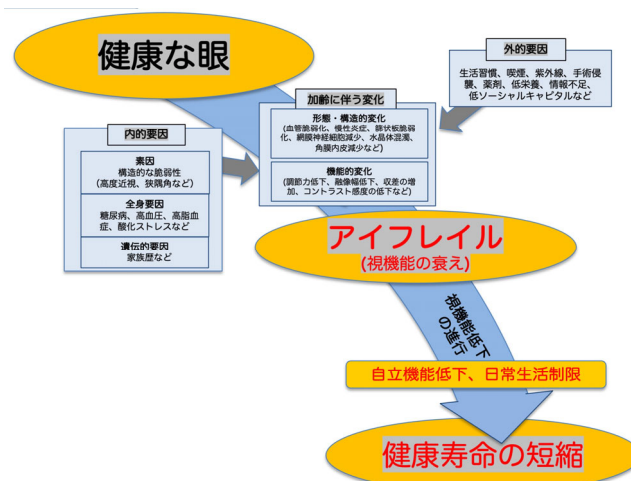 健康な眼
外的要因
生活習慣、喫煙、紫外線、手術侵
襲、薬剤、低栄養、情報不足、
低ソーシャルキャピタルなど
加齢に伴う変化
形態・構造的変化
(血管脆弱化、慢性炎症、篩状板脆弱
化、網膜神経細胞減少、水晶体混濁、
角膜内皮減少など)
機能的変化
(調節力低下、融像幅低下、収差の増
加、コントラスト感度の低下など)
内的要因
素因
構造的な脆弱性
(高度近視、狭隅角など)
全身要因
糖尿病、高血圧、高脂血
症、酸化ストレスなど
遺伝的要因
家族歴など
アイフレイル
(視機能の衰え)
視機能低下
の進行
自立機能低下、日常生活制限
健康寿命の短縮